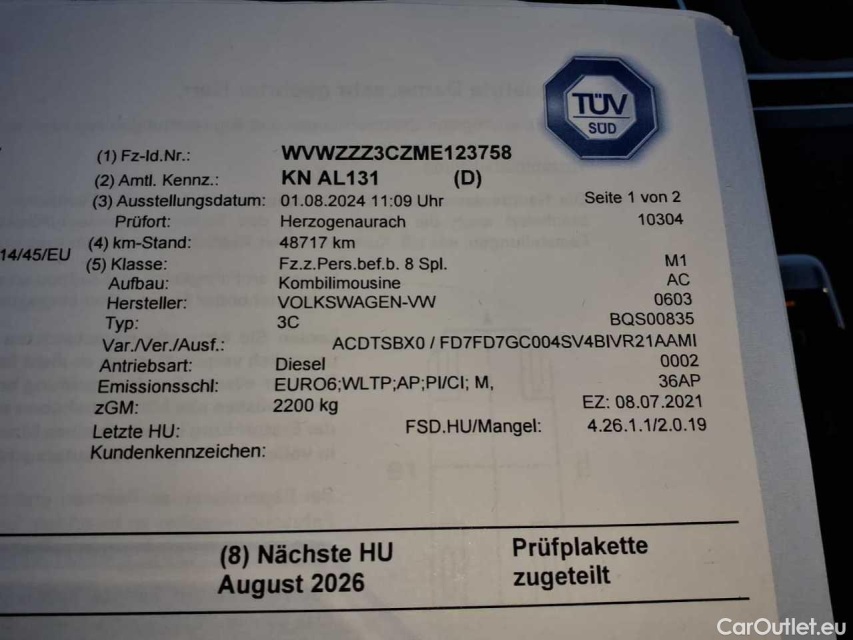 TÜV
SÜD
(1) Fz-Id.Nr.: WVWZZZ3CZME123758
(2) Amtl. Kennz.: KN AL131 (D)
(3) Ausstellungsdatum: 01.08.2024 11:09 Uhr Seite 1 von 2
Prüfort: Herzogenaurach 10304
(4) km-Stand: 48717 km
14/45/EU (5) Klasse: Fz.z.Pers.bef.b. 8 Spl. M1
Aufbau: Kombilimousine AC
Hersteller: VOLKSWAGEN-VW 0603
Typ: 3C BQS00835
Var./Ver./Ausf.: ACDTSBX0 / FD7FD7GC004SV4BIVR21AAMI
Antriebsart: Diesel 0002
Emissionsschl: EURO6;WLTP;AP;PI/CI; M, 36AP
zGM: 2200 kg EZ: 08.07.2021
Letzte HU: FSD.HU/Mangel: 4.26.1.1/2.0.19
Kundenkennzeichen:
(8) Nächste HU Prüfplakette
August 2026 zugeteilt
CarOutlet.eu